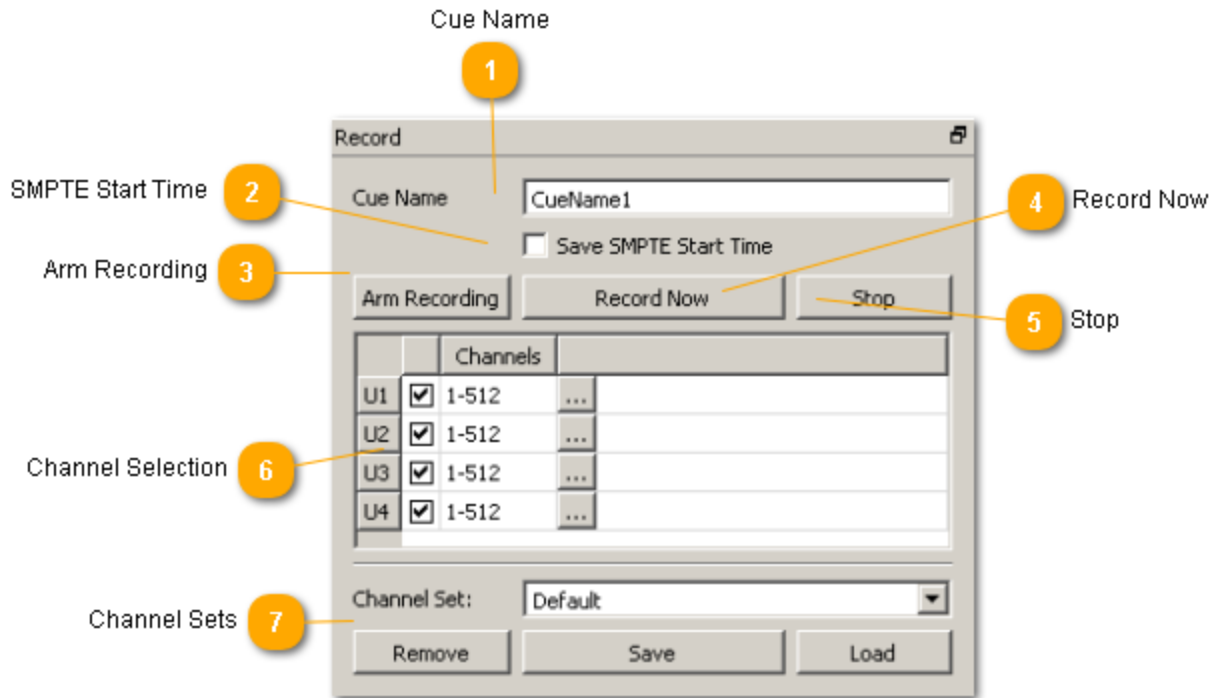 Cue Name
1
Record
SMPTE Start Time 2 Cue Name CueName1 4 Record Now
Save SMPTE Start Time
Arm Recording 3
Arm Recording Record Now Stop 5 Stop
Channels
U1 1-512 ...
U2 1-512 ...
Channel Selection 6
U3 1-512 ...
U4 1-512 ...
Channel Set: Default
Channel Sets 7
Remove Save Load